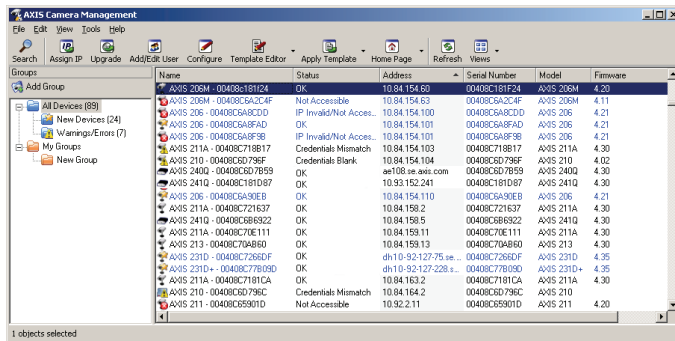 AXIS Camera Management
File Edit View Tools Help
Search Assign IP Upgrade Add/Edit User Configure Template Editor Apply Template Home Page Refresh Views
Groups
Add Group
All Devices (89)
New Devices (24)
Warnings/Errors (7)
My Groups
New Group
Name Status Address Serial Number Model Firmware
AXIS 206M - 00408c181f24 OK 10.84.154.60 00408C181F24 AXIS 206M 4.20
AXIS 206M - 00408C6A2C4F Not Accessible 10.84.154.63 00408C6A2C4F AXIS 206M 4.11
AXIS 206 - 00408C6A8CDD IP Invalid/Not Acces... 10.84.154.100 00408C6A8CDD AXIS 206 4.21
AXIS 206 - 00408C6A8FAD OK 10.84.154.101 00408C6A8FAD AXIS 206 4.21
AXIS 206 - 00408C6A8F9B IP Invalid/Not Acces... 10.84.154.101 00408C6A8F9B AXIS 206 4.21
AXIS 211A - 00408C718B17 Credentials Mismatch 10.84.154.103 00408C718B17 AXIS 211A 4.30
AXIS 210 - 00408C6D796F Credentials Blank 10.84.154.104 00408C6D796F AXIS 210 4.02
AXIS 240Q - 00408C6D7B59 OK ae108.se.axis.com 00408C6D7B59 AXIS 240Q 4.30
AXIS 241Q - 00408C181D87 OK 10.93.152.241 00408C181D87 AXIS 241Q 4.30
AXIS 206 - 00408C6A90EB OK 10.84.154.110 00408C6A90EB AXIS 206 4.21
AXIS 211A - 00408C721637 OK 10.84.158.2 00408C721637 AXIS 211A 4.30
AXIS 241Q - 00408C6B6922 OK 10.84.158.5 00408C6B6922 AXIS 241Q 4.30
AXIS 211A - 00408C70E111 OK 10.84.159.11 00408C70E111 AXIS 211A 4.30
AXIS 213 - 00408C70AB60 OK 10.84.159.13 00408C70AB60 AXIS 213 4.30
AXIS 231D - 00408C7266DF OK dh10-92-127-75.se... 00408C7266DF AXIS 231D 4.35
AXIS 231D+ - 00408C77B09D OK dh10-92-127-228.s... 00408C77B09D AXIS 231D+ 4.35
AXIS 211A - 00408C7181CA OK 10.84.163.2 00408C7181CA AXIS 211A 4.30
AXIS 210 - 00408C6D796C Credentials Mismatch 10.84.164.2 00408C6D796C AXIS 210
AXIS 211 - 00408C65901D Not Accessible 10.92.2.11 00408C65901D AXIS 211 4.20
1 objects selected